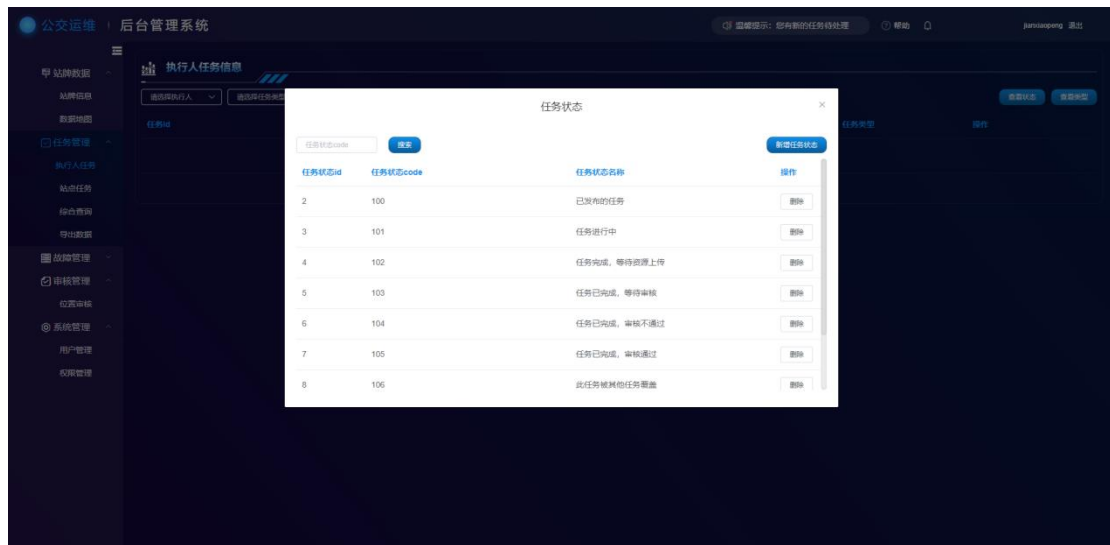 公交运维 后台管理系统
温馨提示：您有新的任务待处理
帮助
退出
站牌数据
站牌信息
数据地图
任务管理
执行人任务
站点任务
综合查询
导出数据
故障管理
审核管理
位置审核
系统管理
用户管理
权限管理
执行人任务信息
请选择执行人
请选择任务类型
查看状态
查看类型
任务id
任务类型
操作
任务状态
×
任务状态code
搜索
新增任务状态
任务状态id 任务状态code 任务状态名称 操作
2 100 已发布的任务 删除
3 101 任务进行中 删除
4 102 任务完成，等待资源上传 删除
5 103 任务已完成，等待审核 删除
6 104 任务已完成，审核不通过 删除
7 105 任务已完成，审核通过 删除
8 106 此任务被其他任务覆盖 删除